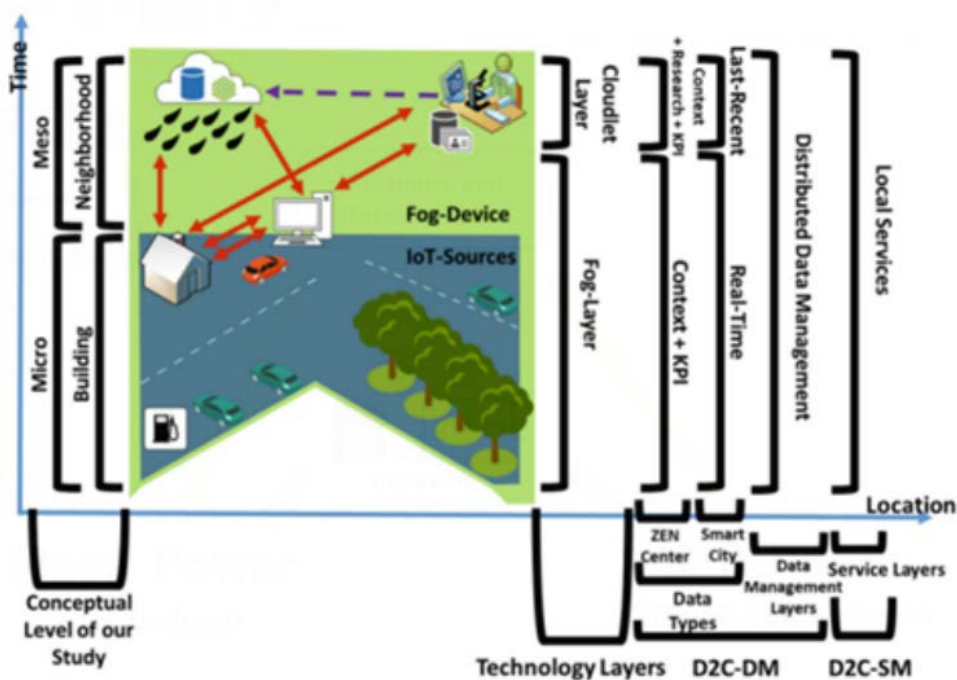 Time
Meso
Neighborhood
Micro
Building
Fog-Device
IoT-Sources
Cloudlet
Layer
Fog-Layer
+ Research + KPI
Context
Context + KPI
Last-Recent
Real-Time
Distributed Data Management
Local Services
Location
Conceptual
Level of our
Study
ZEN
Center
Smart
City
Data
Types
Data
Management
Layers
Service Layers
Technology Layers
D2C-DM
D2C-SM